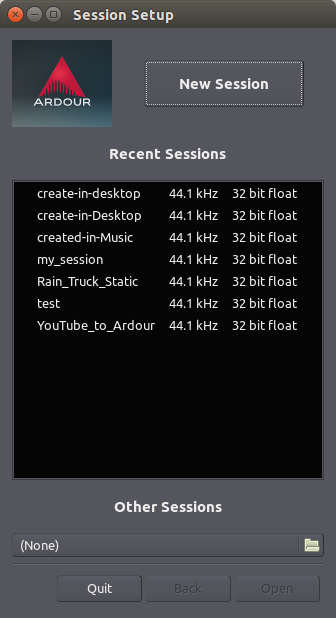 Session Setup
ARDOUR
New Session
Recent Sessions
create-in-desktop 44.1 kHz 32 bit float
create-in-Desktop 44.1 kHz 32 bit float
created-in-Music 44.1 kHz 32 bit float
my_session 44.1 kHz 32 bit float
Rain_Truck_Static 44.1 kHz 32 bit float
test 44.1 kHz 32 bit float
YouTube_to_Ardour 44.1 kHz 32 bit float
Other Sessions
(None)
Quit Back Open